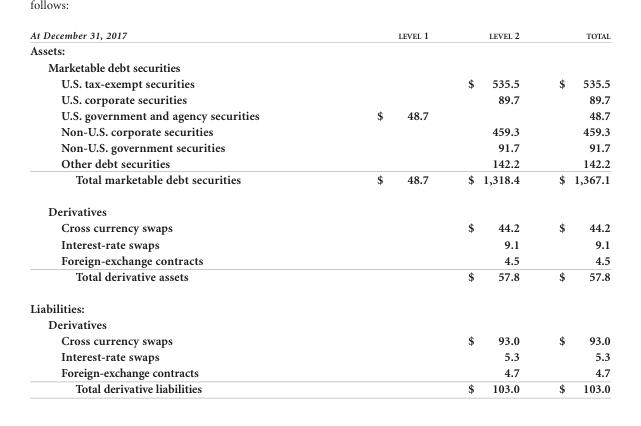 follows:
At December 31, 2017 LEVEL 1 LEVEL 2 TOTAL
Assets:
Marketable debt securities
U.S. tax-exempt securities $ 535.5 $ 535.5
U.S. corporate securities 89.7 89.7
U.S. government and agency securities $ 48.7 48.7
Non-U.S. corporate securities 459.3 459.3
Non-U.S. government securities 91.7 91.7
Other debt securities 142.2 142.2
Total marketable debt securities $ 48.7 $ 1,318.4 $ 1,367.1
Derivatives
Cross currency swaps $ 44.2 $ 44.2
Interest-rate swaps 9.1 9.1
Foreign-exchange contracts 4.5 4.5
Total derivative assets $ 57.8 $ 57.8
Liabilities:
Derivatives
Cross currency swaps $ 93.0 $ 93.0
Interest-rate swaps 5.3 5.3
Foreign-exchange contracts 4.7 4.7
Total derivative liabilities $ 103.0 $ 103.0